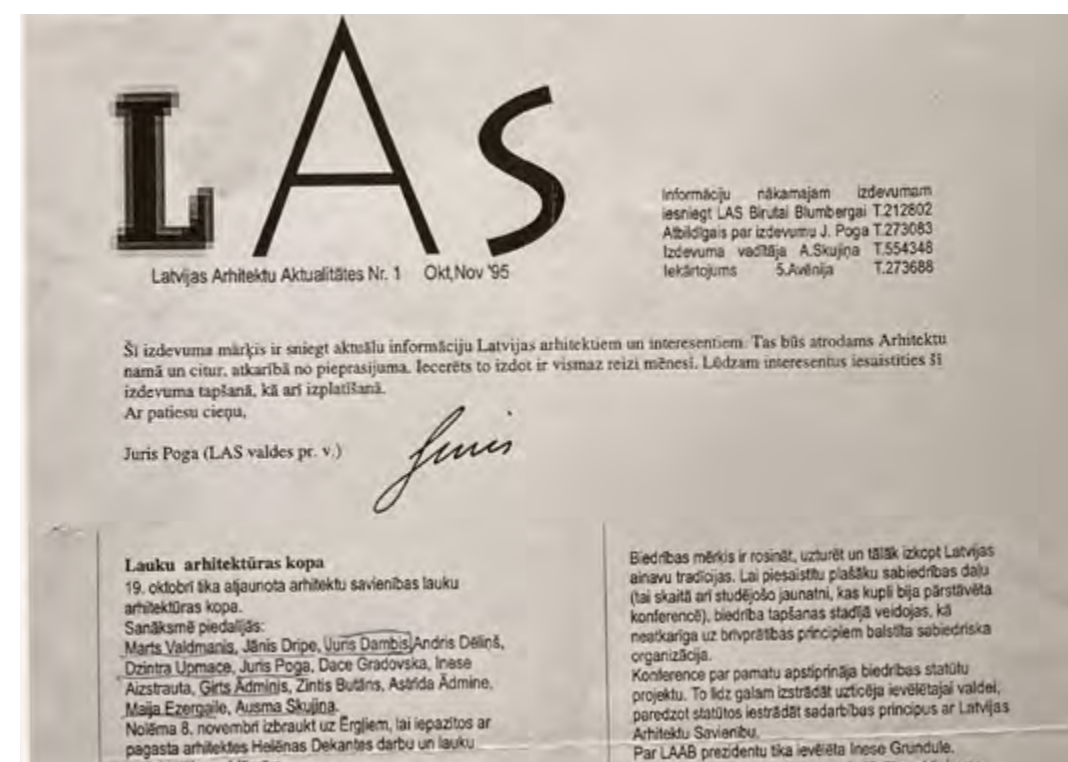 LAS
Latvijas Arhitektu Aktualitātes Nr. 1 Okt,Nov '95
Informāciju nākamajam izdevumam
iesniegt LAS Birutai Blumbergai T.212802
Atbildīgais par izdevumu J. Poga T.273083
Izdevuma vadītāja A.Skujiņa T.554348
Iekārtojums 5.Avēnija T.273688
Šī izdevuma mārķis ir sniegt aktuālu informāciju Latvijas arhitektiem un interesentiem. Tas būs atrodams Arhitektu
namā un citur, atkarībā no pieprasījuma. Iecerēts to izdot ir vismaz reizi mēnesī. Lūdzam interesentus iesaistīties šī
izdevuma tapšanā, kā arī izplatīšanā.
Ar patiesu cieņu,
Juris Poga (LAS valdes pr. v.)
Juris
Lauku arhitektūras kopa
19. oktobrī tika atjaunota arhitektu savienības lauku
arhitektūras kopa.
Sanāksmē piedalījās:
Marts Valdmanis, Jānis Dripe, Juris Dambis, Andris Dēliņš,
Dzintra Upmace, Juris Poga, Dace Gradovska, Inese
Aizstrauta, Ģirts Ādminis, Zintis Butāns, Astrīda Ādmine,
Maija Ezergaile, Ausma Skujiņa.
Nolēma 8. novembrī izbraukt uz Ērgļiem, lai iepazītos ar
pagasta arhitektes Helēnas Dekantes darbu un lauku
Biedrības mērķis ir rosināt, uzturēt un tālāk izkopt Latvijas
ainavu tradīcijas. Lai piesaistītu plašāku sabiedrības daļu
(tai skaitā arī studējošo jaunatni, kas kupli bija pārstāvēta
konferencē), biedrība tapšanas stadijā veidojas, kā
neatkarīga uz brīvprātības principiem balstīta sabiedriska
organizācija.
Konference par pamatu apstiprināja biedrības statūtu
projektu. To līdz galam izstrādāt uzticēja ievēlētajai valdei,
paredzot statūtos iestrādāt sadarbības principus ar Latvijas
Arhitektu Savienību.
Par LAAB prezidentu tika ievēlēta Inese Grundule.